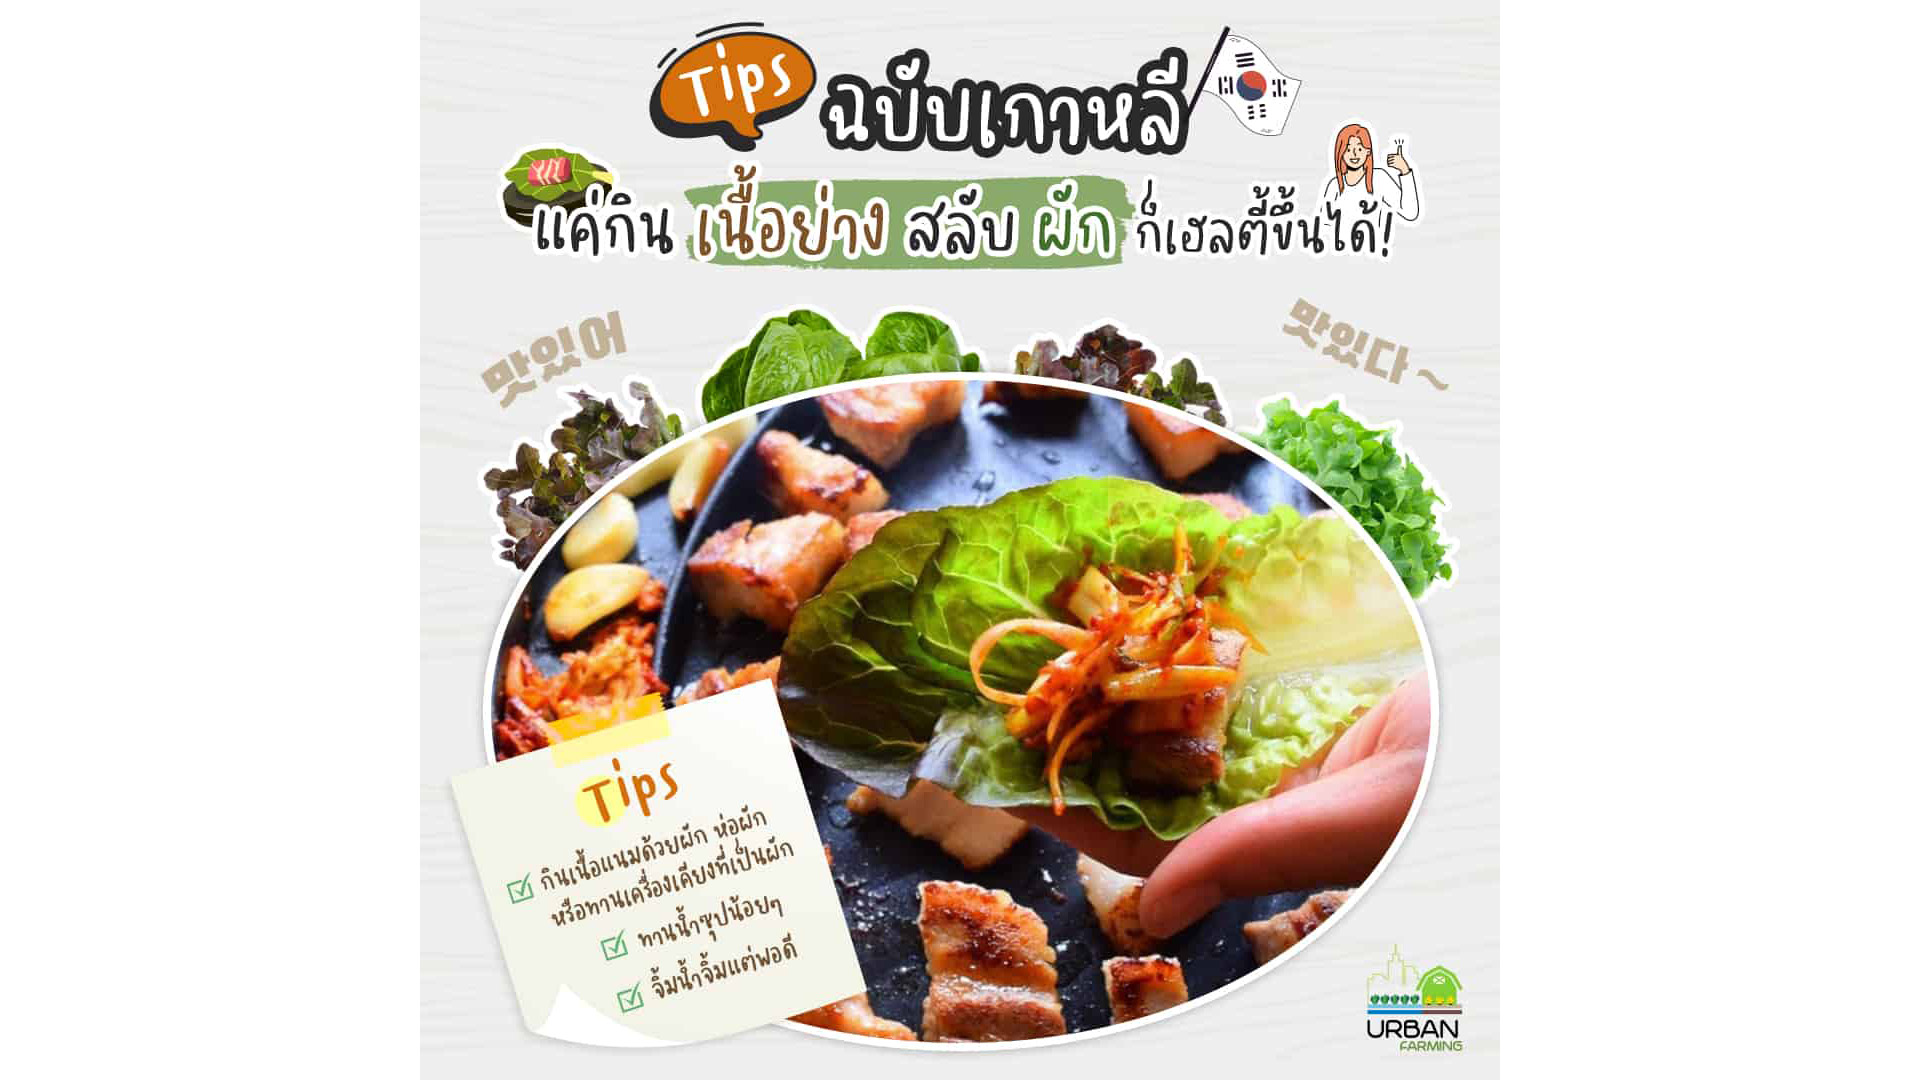 Tips ฉบับเกาหลี
แค่กิน เนื้อย่าง สลับ ผัก ก็เฮลตี้ขึ้นได้!
맛있어
맛있다~
Tips
กินเนื้อแนมด้วยผัก ห่อผัก
หรือทานเครื่องเคียงที่เป็นผัก
ทานน้ำซุปน้อยๆ
จิ้มน้ำจิ้มแต่พอดี
URBAN
FARMING